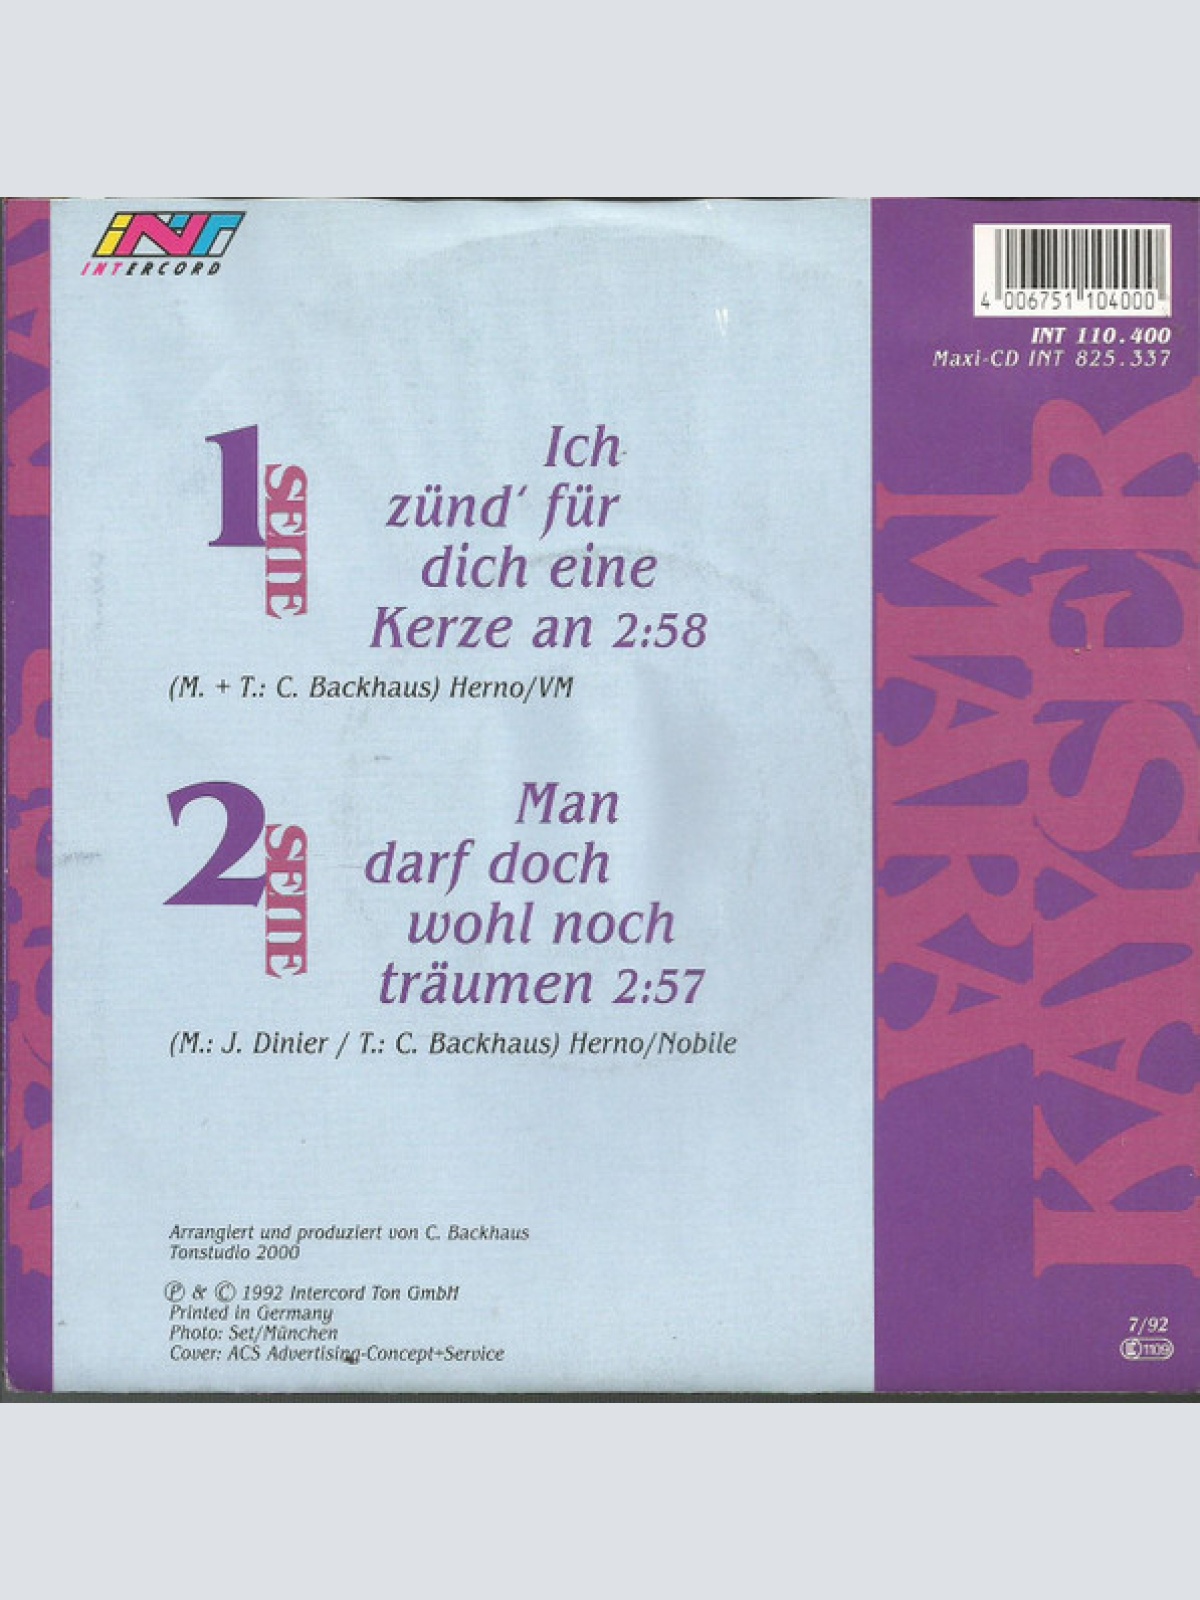 INT
INTERCORD
4 006751 104000
INT 110.400
Maxi-CD INT 825.337
1 SEITE
Ich
zünd' für
dich eine
Kerze an 2:58
(M. + T.: C. Backhaus) Herno/VM
2 SEITE
Man
darf doch
wohl noch
träumen 2:57
(M.: J. Dinier / T.: C. Backhaus) Herno/Nobile
Arrangiert und produziert von C. Backhaus
Tonstudio 2000
℗ & © 1992 Intercord Ton GmbH
Printed in Germany
Photo: Set/München
Cover: ACS Advertising-Concept+Service
MARA
KAYSER
7/92
LC 1109